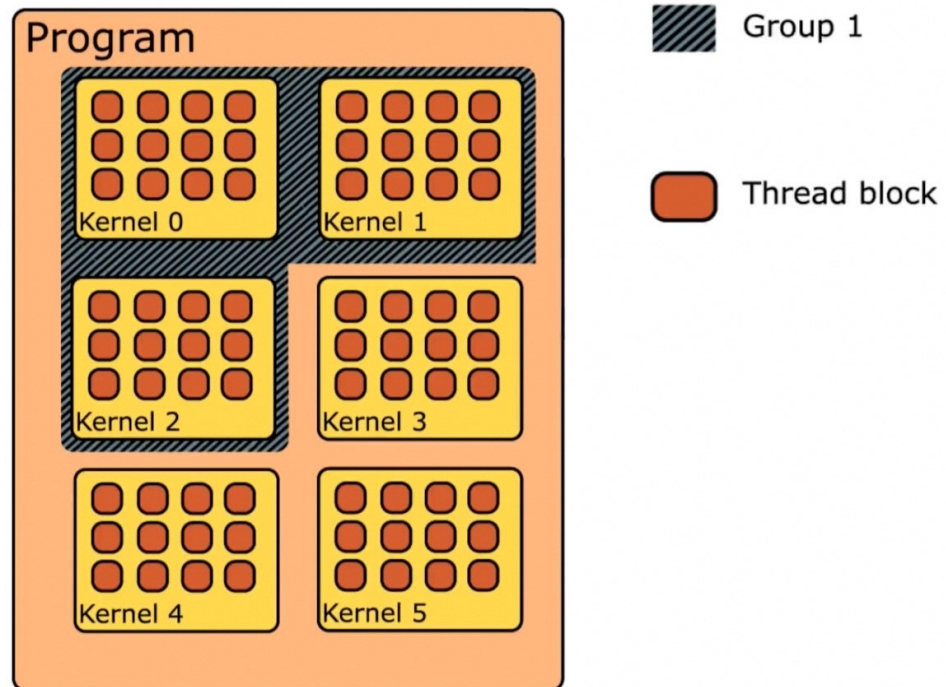 Program
Group 1
Thread block
Kernel 0
Kernel 1
Kernel 2
Kernel 3
Kernel 4
Kernel 5